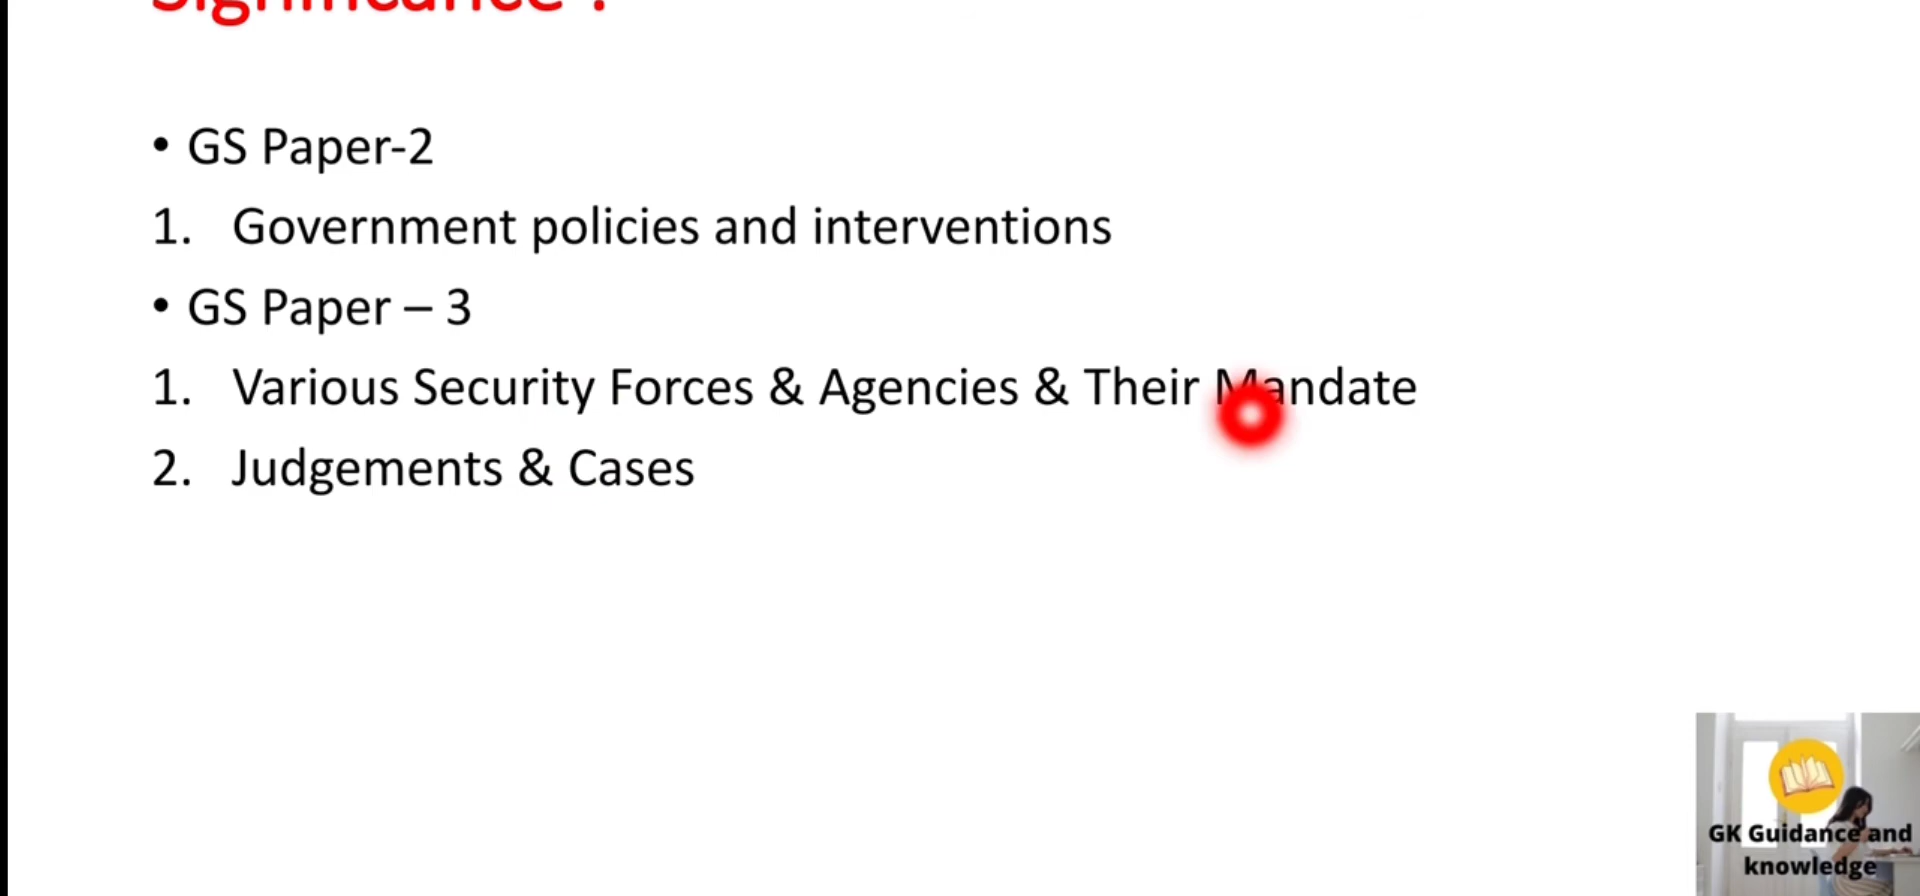 Significance ?
• GS Paper-2
1. Government policies and interventions
• GS Paper – 3
1. Various Security Forces & Agencies & Their Mandate
2. Judgements & Cases
GK Guidance and
knowledge